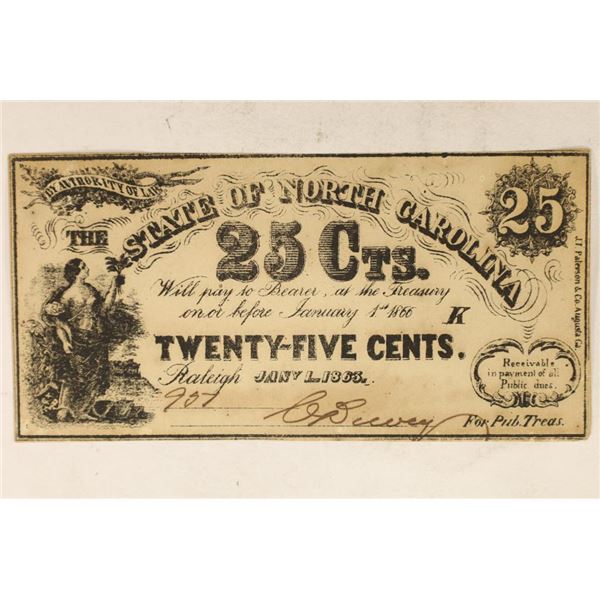 BY AUTHORITY OF LAW
THE STATE OF NORTH CAROLINA
25
25 CTS.
Will pay to Bearer, at the Treasury
on or before January 1st 1866 K
TWENTY-FIVE CENTS.
Raleigh JANY 1. 1863.
Receivable
in payment of all
Public dues.
For Pub. Treas.
J.T. Paterson & Co. Augusta Ga.